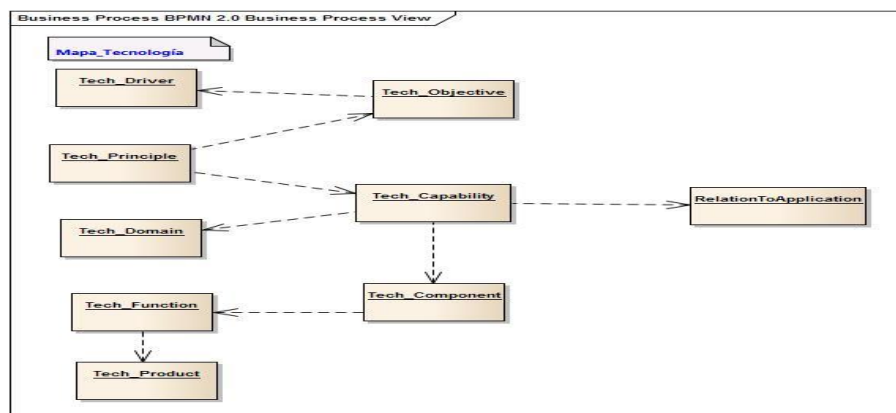 Business Process BPMN 2.0 Business Process View
Mapa_Tecnología
Tech_Driver
Tech_Objective
Tech_Principle
Tech_Capability
RelationToApplication
Tech_Domain
Tech_Component
Tech_Function
Tech_Product